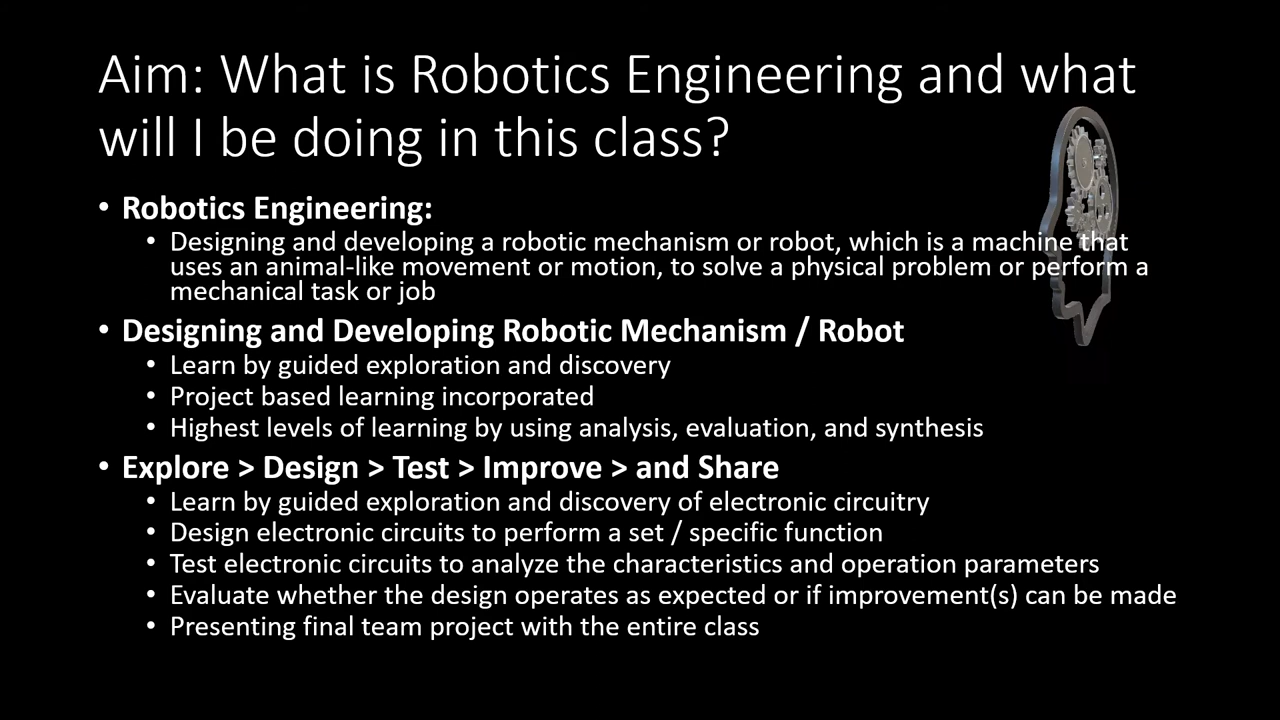 Aim: What is Robotics Engineering and what
will I be doing in this class?
• Robotics Engineering:
• Designing and developing a robotic mechanism or robot, which is a machine that
uses an animal-like movement or motion, to solve a physical problem or perform a
mechanical task or job
• Designing and Developing Robotic Mechanism / Robot
• Learn by guided exploration and discovery
• Project based learning incorporated
• Highest levels of learning by using analysis, evaluation, and synthesis
• Explore > Design > Test > Improve > and Share
• Learn by guided exploration and discovery of electronic circuitry
• Design electronic circuits to perform a set / specific function
• Test electronic circuits to analyze the characteristics and operation parameters
• Evaluate whether the design operates as expected or if improvement(s) can be made
• Presenting final team project with the entire class